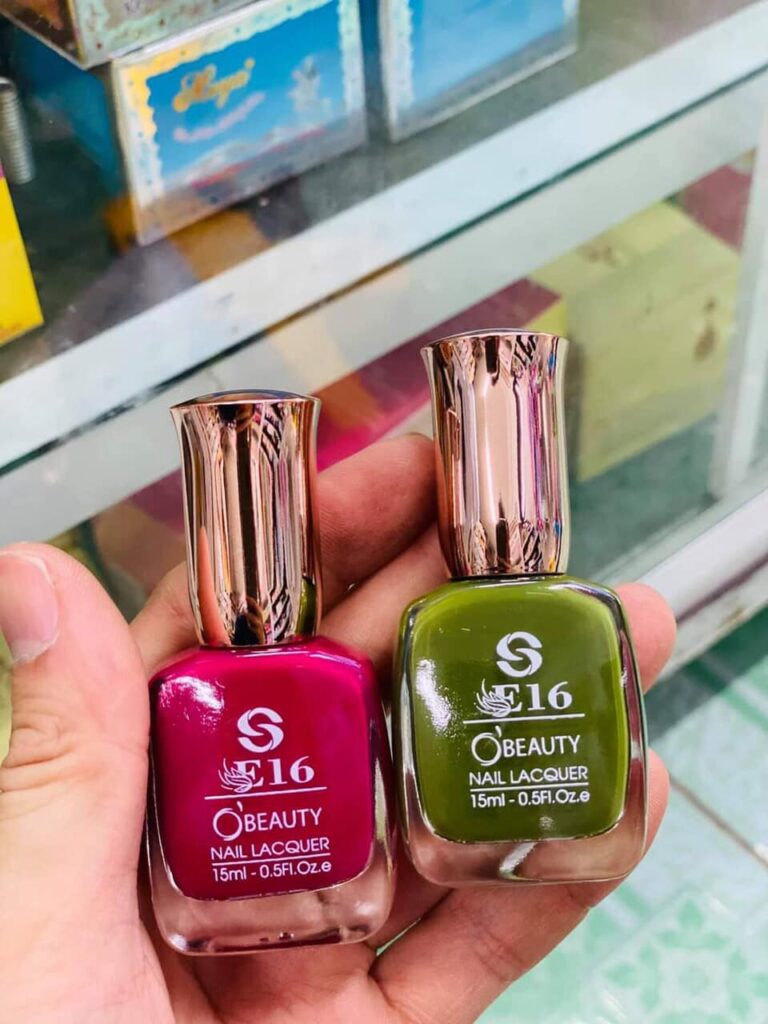 E16
O'BEAUTY
NAIL LACQUER
15ml - 0.5Fl.Oz.e
E16
O'BEAUTY
NAIL LACQUER
15ml - 0.5Fl.Oz.e